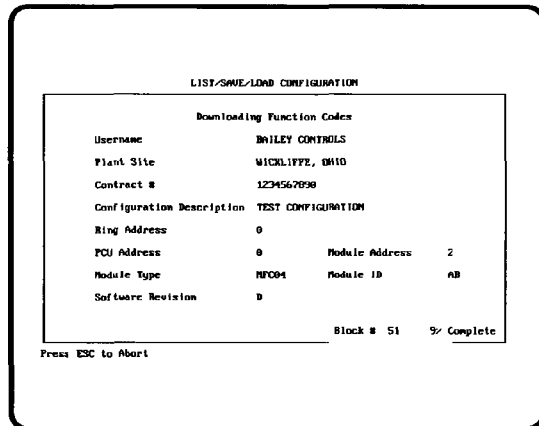 LIST/SAVE/LOAD CONFIGURATION
Downloading Function Codes
Username BAILEY CONTROLS
Plant Site WICKLIFFE, OHIO
Contract # 1234567890
Configuration Description TEST CONFIGURATION
Ring Address 0
PCU Address 0 Module Address 2
Module Type MFC04 Module ID AB
Software Revision D
Block # 51 9% Complete
Press ESC to Abort